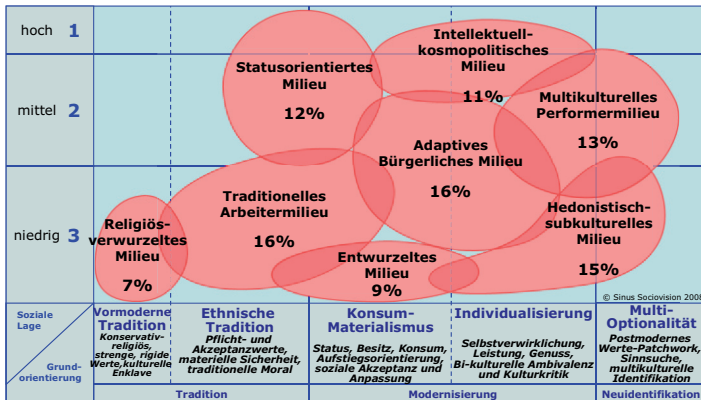 hoch 1
mittel 2
niedrig 3
Statusorientiertes
Milieu
12%
Intellektuell-
kosmopolitisches
Milieu
11%
Multikulturelles
Performermilieu
13%
Adaptives
Bürgerliches Milieu
16%
Traditionelles
Arbeitermilieu
16%
Religiös-
verwurzeltes
Milieu
7%
Entwurzeltes
Milieu
9%
Hedonistisch-
subkulturelles
Milieu
15%
© Sinus Sociovision 2008
Soziale
Lage
Grund-
orientierung
Vormoderne
Tradition
Konservativ-
religiös,
strenge, rigide
Werte,kulturelle
Enklave
Ethnische
Tradition
Pflicht- und
Akzeptanzwerte,
materielle Sicherheit,
traditionelle Moral
Konsum-
Materialismus
Status, Besitz, Konsum,
Aufstiegsorientierung,
soziale Akzeptanz und
Anpassung
Individualisierung
Selbstverwirklichung,
Leistung, Genuss,
Bi-kulturelle Ambivalenz
und Kulturkritik
Multi-
Optionalität
Postmodernes
Werte-Patchwork,
Sinnsuche,
multikulturelle
Identifikation
Tradition
Modernisierung
Neuidentifikation